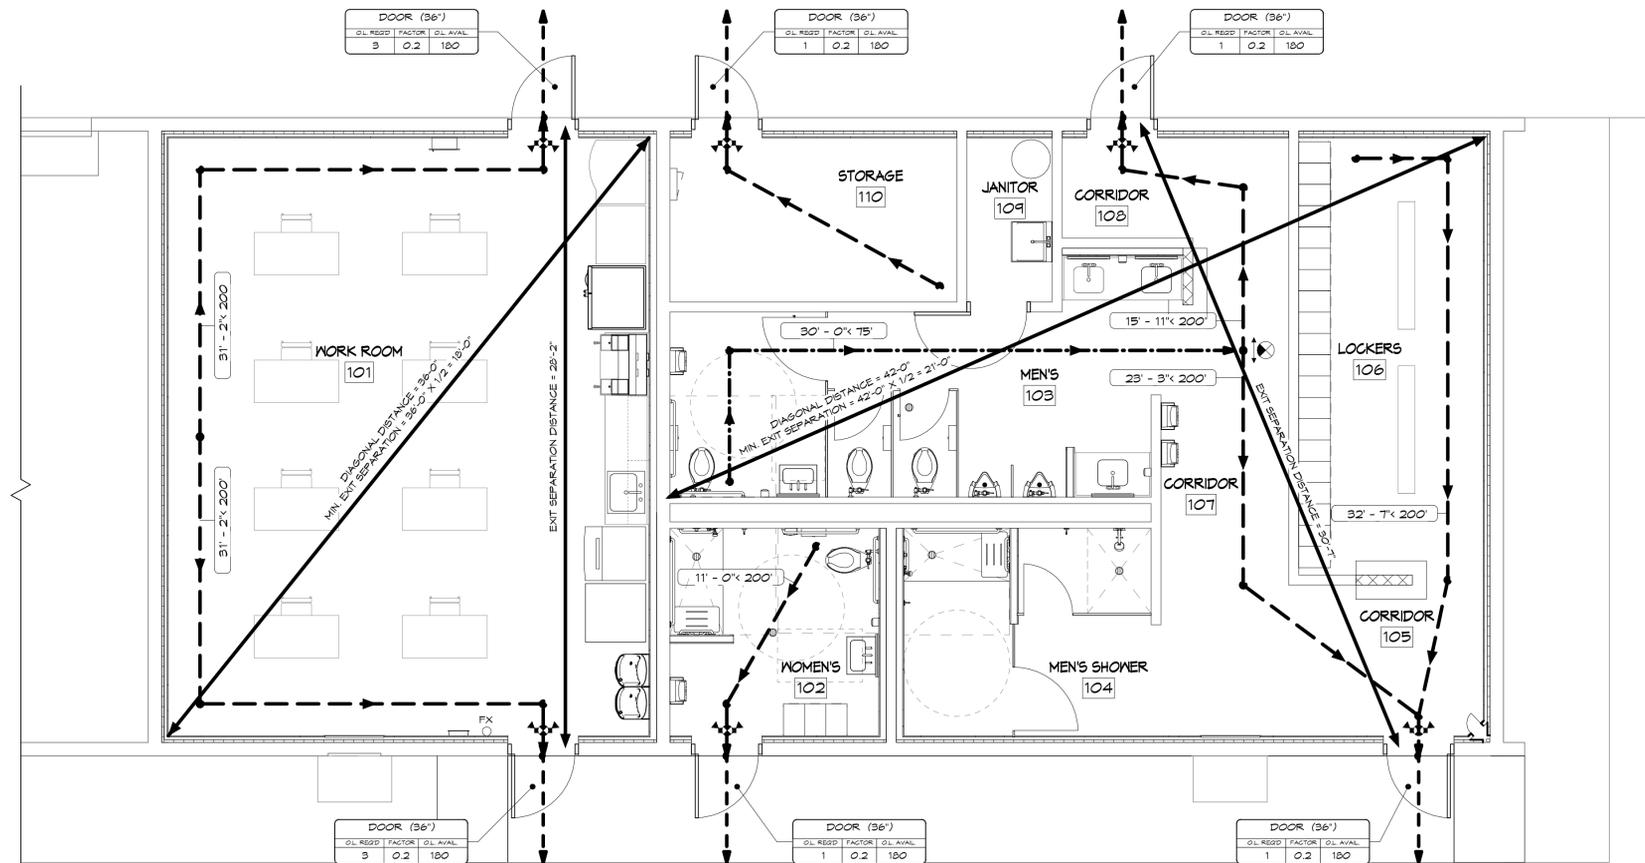 DOOR (36")
O.L. REQ'D FACTOR O.L. AVAIL.
3 0.2 180
DOOR (36")
O.L. REQ'D FACTOR O.L. AVAIL.
1 0.2 180
DOOR (36")
O.L. REQ'D FACTOR O.L. AVAIL.
1 0.2 180
STORAGE
110
JANITOR
109
CORRIDOR
108
31' - 2"< 200
WORK ROOM
101
DIAGONAL DISTANCE = 36'-0"
MIN. EXIT SEPARATION = 36'-0" X 1/2 = 18'-0"
EXIT SEPARATION DISTANCE = 28'-2"
30' - 0"< 75'
15' - 11"< 200'
LOCKERS
106
MEN'S
103
23' - 3"< 200'
DIAGONAL DISTANCE = 42'-0"
MIN. EXIT SEPARATION = 42'-0" X 1/2 = 21'-0"
EXIT SEPARATION DISTANCE = 30'-7"
CORRIDOR
107
31' - 2"< 200'
32' - 7"< 200'
11' - 0"< 200'
CORRIDOR
105
WOMEN'S
102
MEN'S SHOWER
104
FX
DOOR (36")
O.L. REQ'D FACTOR O.L. AVAIL.
3 0.2 180
DOOR (36")
O.L. REQ'D FACTOR O.L. AVAIL.
1 0.2 180
DOOR (36")
O.L. REQ'D FACTOR O.L. AVAIL.
1 0.2 180